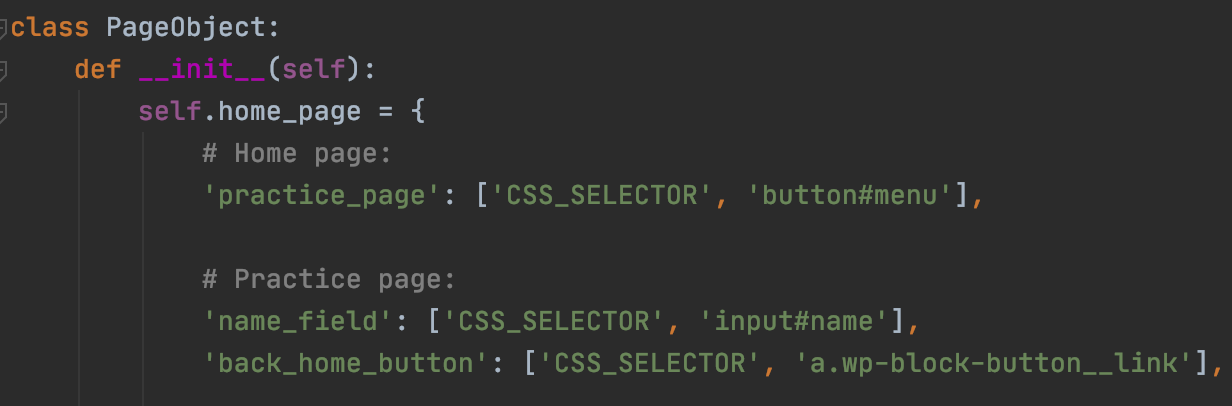 class PageObject:
    def __init__(self):
        self.home_page = {
            # Home page:
            'practice_page': ['CSS_SELECTOR', 'button#menu'],

            # Practice page:
            'name_field': ['CSS_SELECTOR', 'input#name'],
            'back_home_button': ['CSS_SELECTOR', 'a.wp-block-button__link'],